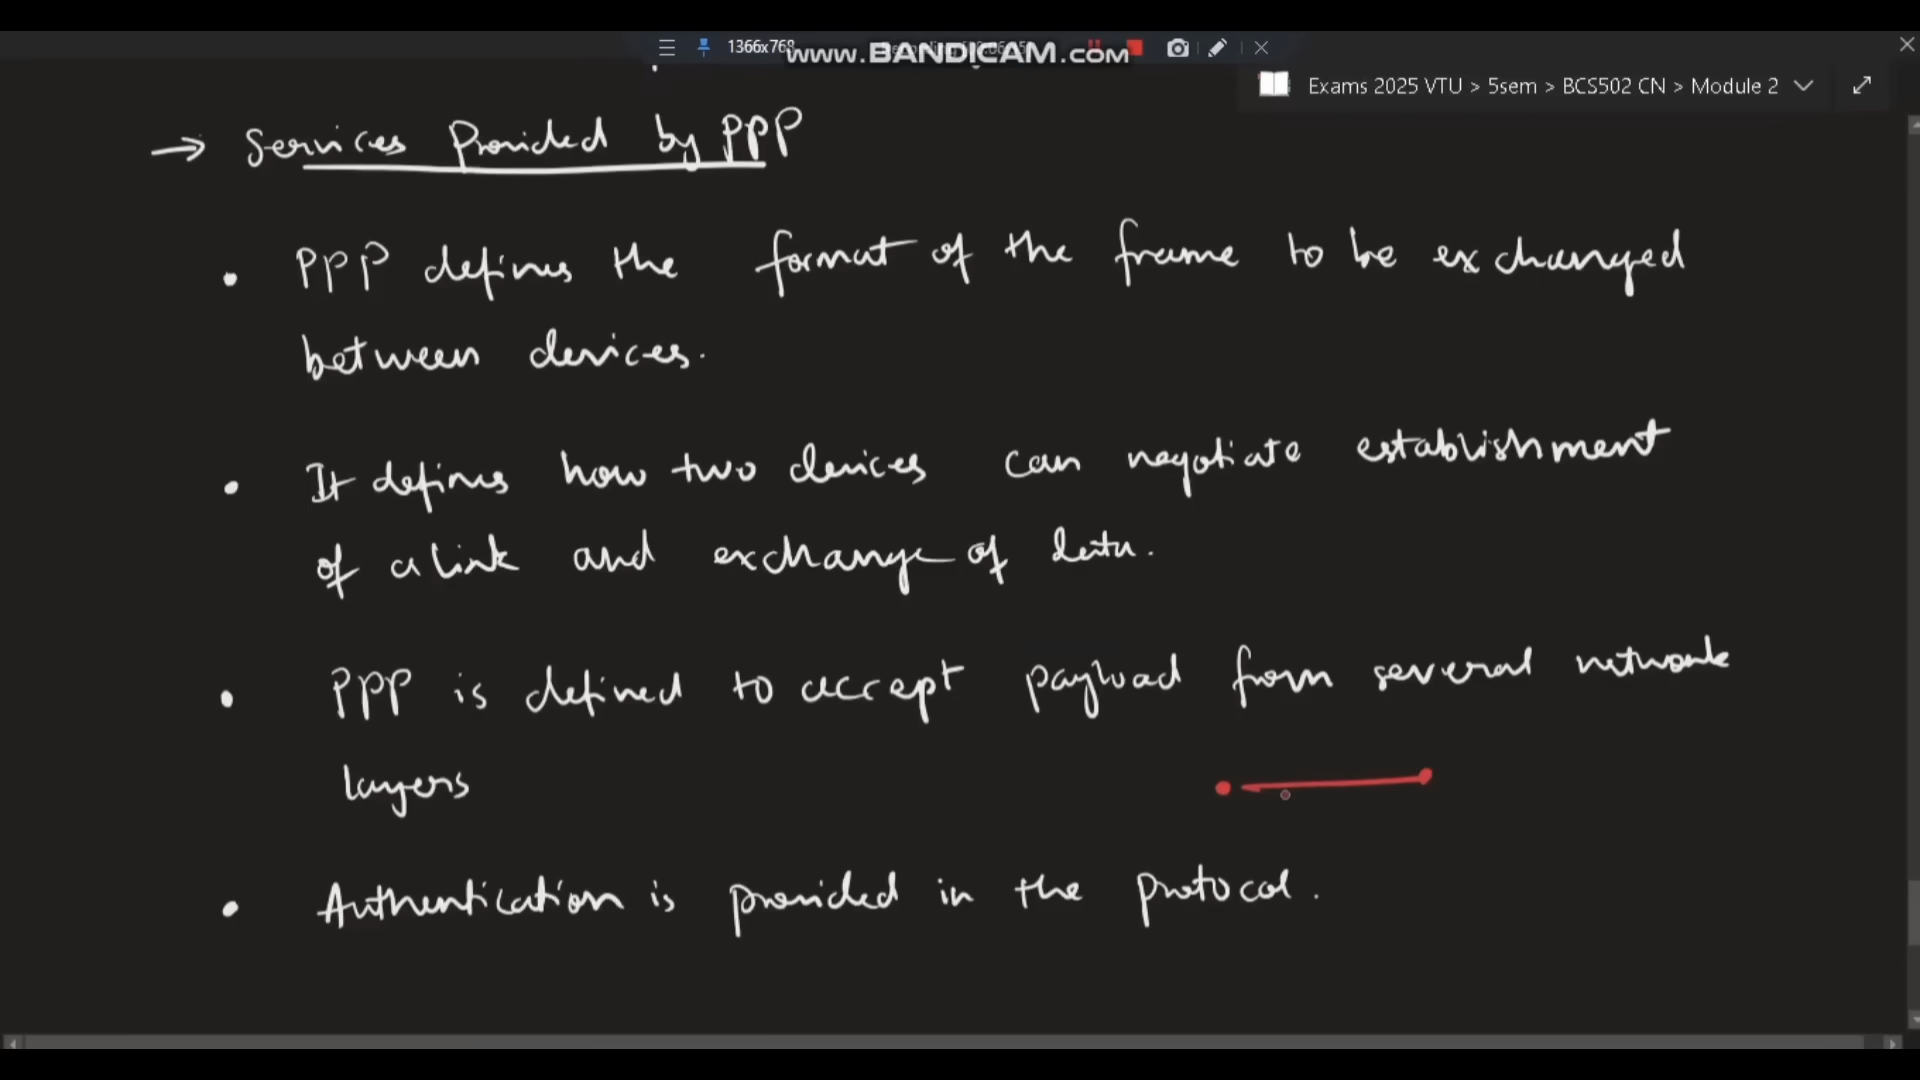 1366x768
www.BANDICAM.com
Exams 2025 VTU > 5sem > BCS502 CN > Module 2
→ Services Provided by PPP
• PPP defines the format of the frame to be exchanged
between devices.
• It defines how two devices can negotiate establishment
of a link and exchange of data.
• PPP is defined to accept payload from several network
layers
• Authentication is provided in the protocol.